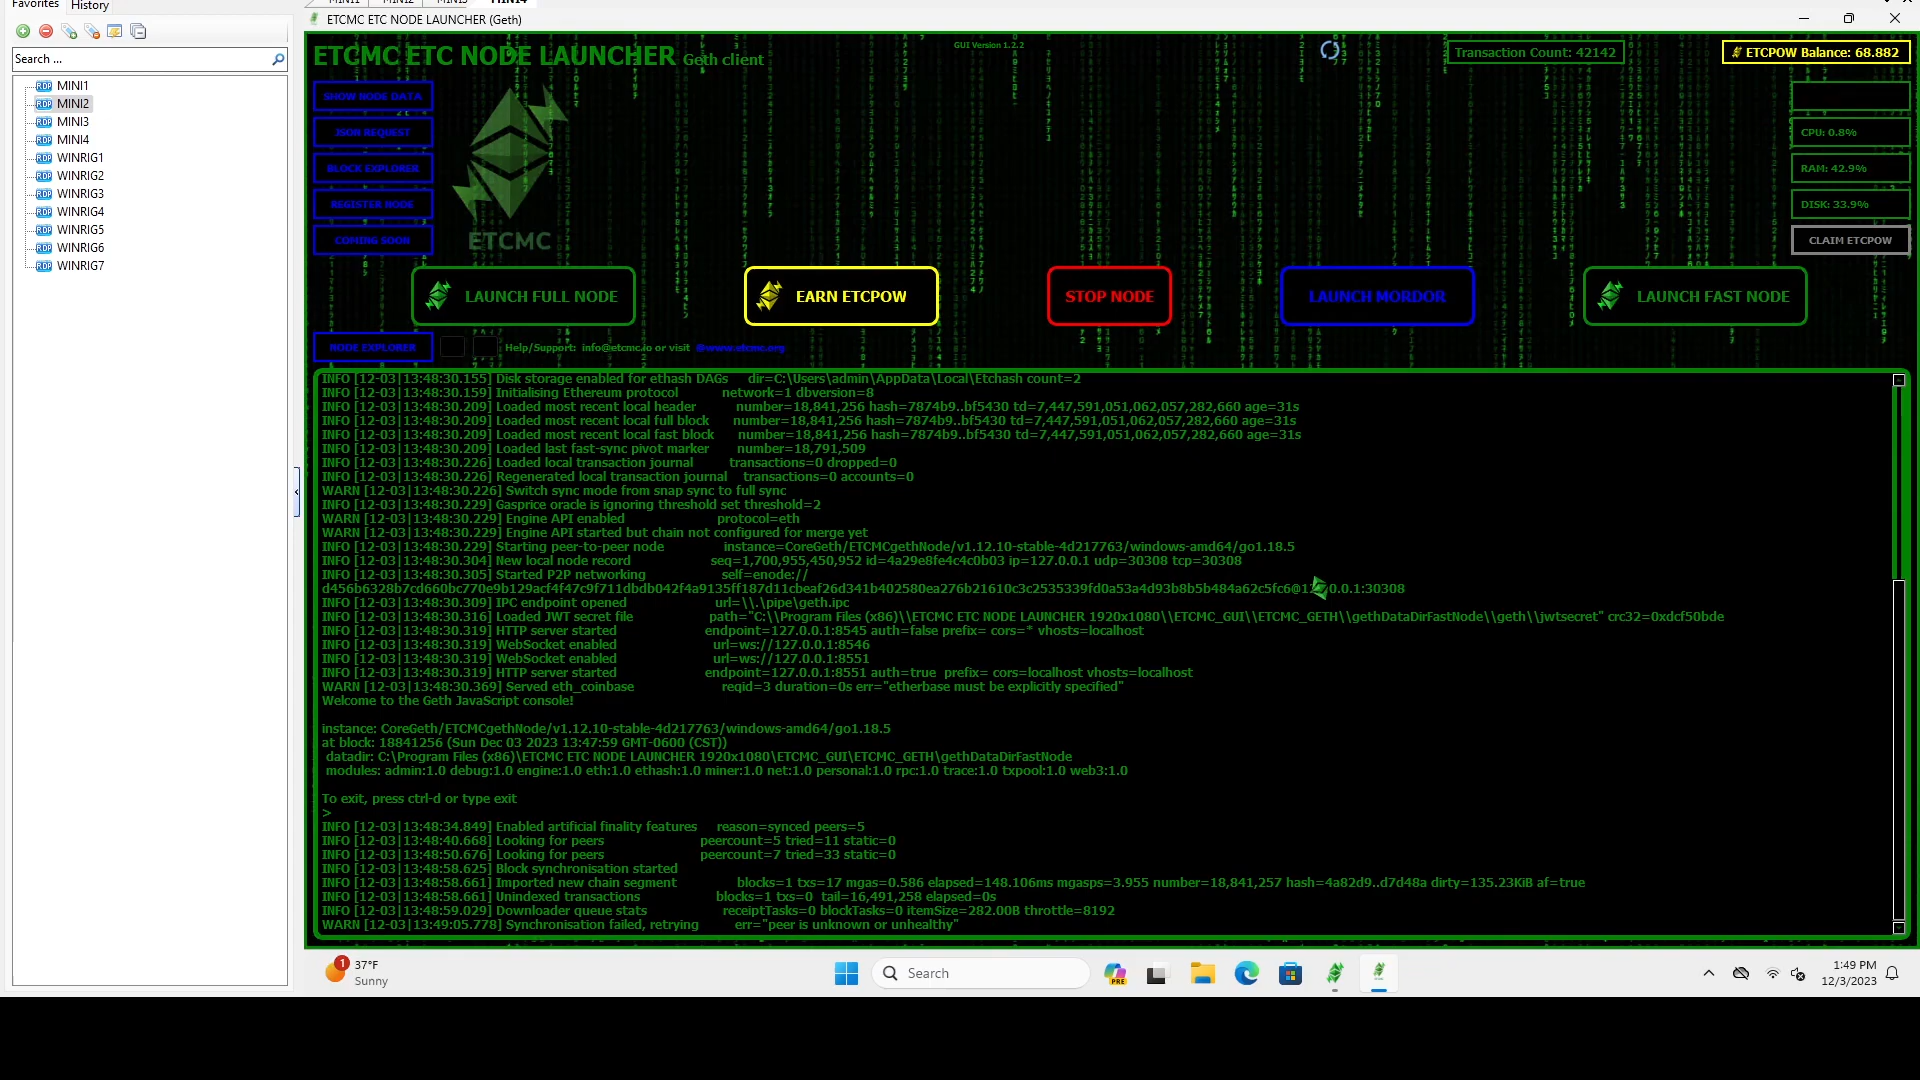 Favorites History
MINI1 MINI2 MINI3 MINI4
ETCMC ETC NODE LAUNCHER (Geth)
Search ...
MINI1
MINI2
MINI3
MINI4
WINRIG1
WINRIG2
WINRIG3
WINRIG4
WINRIG5
WINRIG6
WINRIG7
ETCMC ETC NODE LAUNCHER Geth client
GUI Version 1.2.2
Transaction Count: 42142
ETCPOW Balance: 68.882
SHOW NODE DATA
JSON REQUEST
BLOCK EXPLORER
REGISTER NODE
COMING SOON
ETCMC
CPU: 0.8%
RAM: 42.9%
DISK: 33.9%
CLAIM ETCPOW
LAUNCH FULL NODE
EARN ETCPOW
STOP NODE
LAUNCH MORDOR
LAUNCH FAST NODE
NODE EXPLORER
Help/Support: info@etcmc.io or visit @www.etcmc.org
INFO [12-03|13:48:30.155] Disk storage enabled for ethash DAGs dir=C:\Users\admin\AppData\Local\Etchash count=2
INFO [12-03|13:48:30.159] Initialising Ethereum protocol network=1 dbversion=8
INFO [12-03|13:48:30.209] Loaded most recent local header number=18,841,256 hash=7874b9..bf5430 td=7,447,591,051,062,057,282,660 age=31s
INFO [12-03|13:48:30.209] Loaded most recent local full block number=18,841,256 hash=7874b9..bf5430 td=7,447,591,051,062,057,282,660 age=31s
INFO [12-03|13:48:30.209] Loaded most recent local fast block number=18,841,256 hash=7874b9..bf5430 td=7,447,591,051,062,057,282,660 age=31s
INFO [12-03|13:48:30.209] Loaded last fast-sync pivot marker number=18,791,509
INFO [12-03|13:48:30.226] Loaded local transaction journal transactions=0 dropped=0
INFO [12-03|13:48:30.226] Regenerated local transaction journal transactions=0 accounts=0
WARN [12-03|13:48:30.226] Switch sync mode from snap sync to full sync
INFO [12-03|13:48:30.229] Gasprice oracle is ignoring threshold set threshold=2
WARN [12-03|13:48:30.229] Engine API enabled protocol=eth
WARN [12-03|13:48:30.229] Engine API started but chain not configured for merge yet
INFO [12-03|13:48:30.229] Starting peer-to-peer node instance=CoreGeth/ETCMCgethNode/v1.12.10-stable-4d217763/windows-amd64/go1.18.5
INFO [12-03|13:48:30.304] New local node record seq=1,700,955,450,952 id=4a29e8fe4c4c0b03 ip=127.0.0.1 udp=30308 tcp=30308
INFO [12-03|13:48:30.305] Started P2P networking self=enode://
d456b6328b7cd660bc770e9b129acf4f47c9f711dbdb042f4a9135ff187d11cbeaf26d341b402580ea276b21610c3c2535339fd0a53a4d93b8b5b484a62c5fc6@127.0.0.1:30308
INFO [12-03|13:48:30.309] IPC endpoint opened url=\\.\pipe\geth.ipc
INFO [12-03|13:48:30.316] Loaded JWT secret file path="C:\\Program Files (x86)\\ETCMC ETC NODE LAUNCHER 1920x1080\\ETCMC_GUI\\ETCMC_GETH\\gethDataDirFastNode\\geth\\jwtsecret" crc32=0xdcf50bde
INFO [12-03|13:48:30.319] HTTP server started endpoint=127.0.0.1:8545 auth=false prefix= cors=* vhosts=localhost
INFO [12-03|13:48:30.319] WebSocket enabled url=ws://127.0.0.1:8546
INFO [12-03|13:48:30.319] WebSocket enabled url=ws://127.0.0.1:8551
INFO [12-03|13:48:30.319] HTTP server started endpoint=127.0.0.1:8551 auth=true prefix= cors=localhost vhosts=localhost
WARN [12-03|13:48:30.369] Served eth_coinbase reqid=3 duration=0s err="etherbase must be explicitly specified"
Welcome to the Geth JavaScript console!
instance: CoreGeth/ETCMCgethNode/v1.12.10-stable-4d217763/windows-amd64/go1.18.5
at block: 18841256 (Sun Dec 03 2023 13:47:59 GMT-0600 (CST))
datadir: C:\Program Files (x86)\ETCMC ETC NODE LAUNCHER 1920x1080\ETCMC_GUI\ETCMC_GETH\gethDataDirFastNode
modules: admin:1.0 debug:1.0 engine:1.0 eth:1.0 ethash:1.0 miner:1.0 net:1.0 personal:1.0 rpc:1.0 trace:1.0 txpool:1.0 web3:1.0
To exit, press ctrl-d or type exit
>
INFO [12-03|13:48:34.849] Enabled artificial finality features reason=synced peers=5
INFO [12-03|13:48:40.668] Looking for peers peercount=5 tried=11 static=0
INFO [12-03|13:48:50.676] Looking for peers peercount=7 tried=33 static=0
INFO [12-03|13:48:58.625] Block synchronisation started
INFO [12-03|13:48:58.661] Imported new chain segment blocks=1 txs=17 mgas=0.586 elapsed=148.106ms mgasps=3.955 number=18,841,257 hash=4a82d9..d7d48a dirty=135.23KiB af=true
INFO [12-03|13:48:58.661] Unindexed transactions blocks=1 txs=0 tail=16,491,258 elapsed=0s
INFO [12-03|13:48:59.029] Downloader queue stats receiptTasks=0 blockTasks=0 itemSize=282.00B throttle=8192
WARN [12-03|13:49:05.778] Synchronisation failed, retrying err="peer is unknown or unhealthy"
1
37°F
Sunny
Search
PRE
1:49 PM
12/3/2023